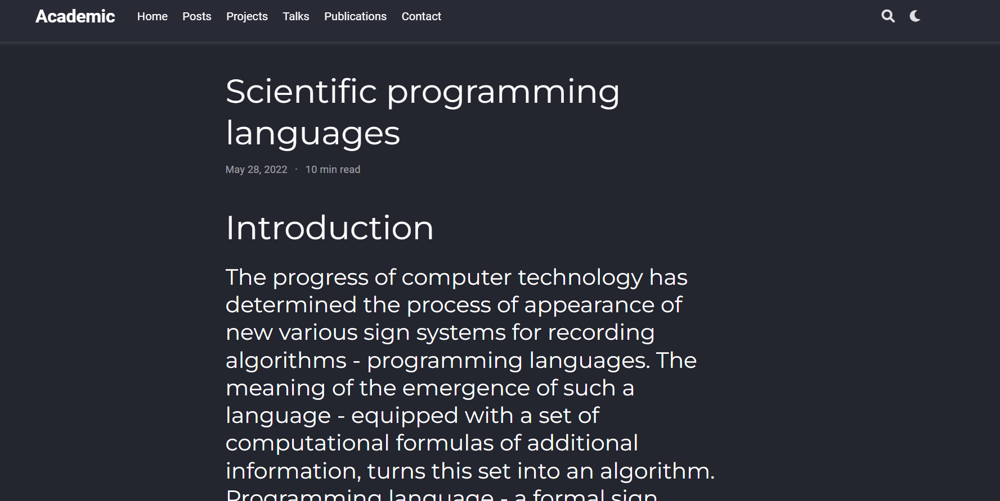 Academic Home Posts Projects Talks Publications Contact
Scientific programming
languages
May 28, 2022 · 10 min read
Introduction
The progress of computer technology has
determined the process of appearance of
new various sign systems for recording
algorithms - programming languages. The
meaning of the emergence of such a
language - equipped with a set of
computational formulas of additional
information, turns this set into an algorithm.
Programming language - a formal sign